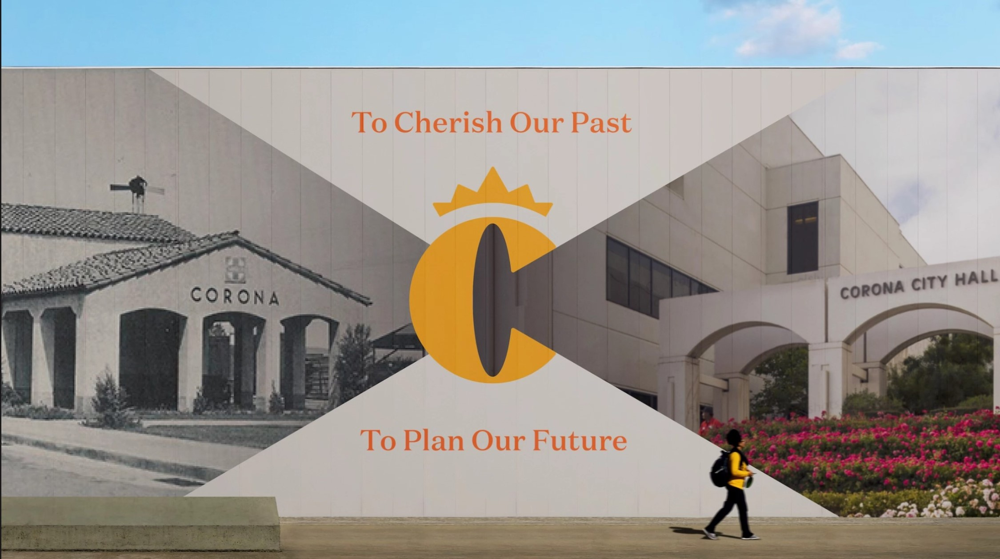 To Cherish Our Past
CORONA
C
CORONA CITY HALL
To Plan Our Future